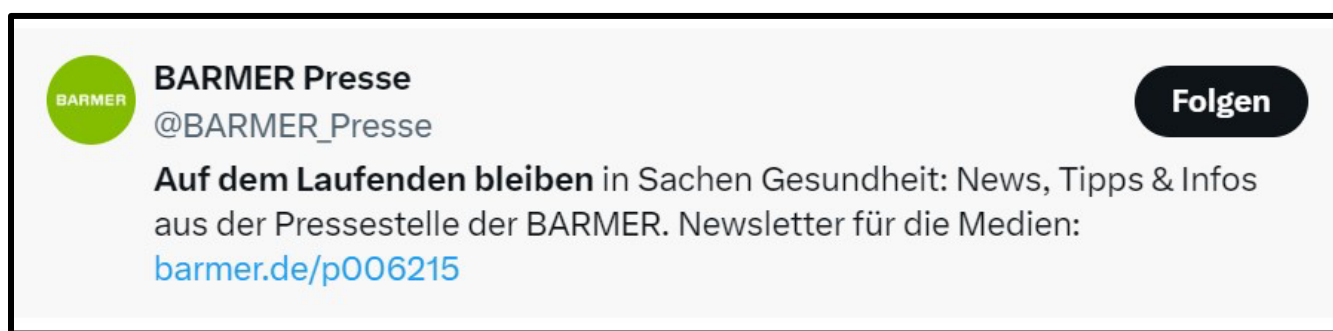 BARMER
BARMER Presse
@BARMER_Presse
Folgen
Auf dem Laufenden bleiben in Sachen Gesundheit: News, Tipps & Infos
aus der Pressestelle der BARMER. Newsletter für die Medien:
barmer.de/p006215